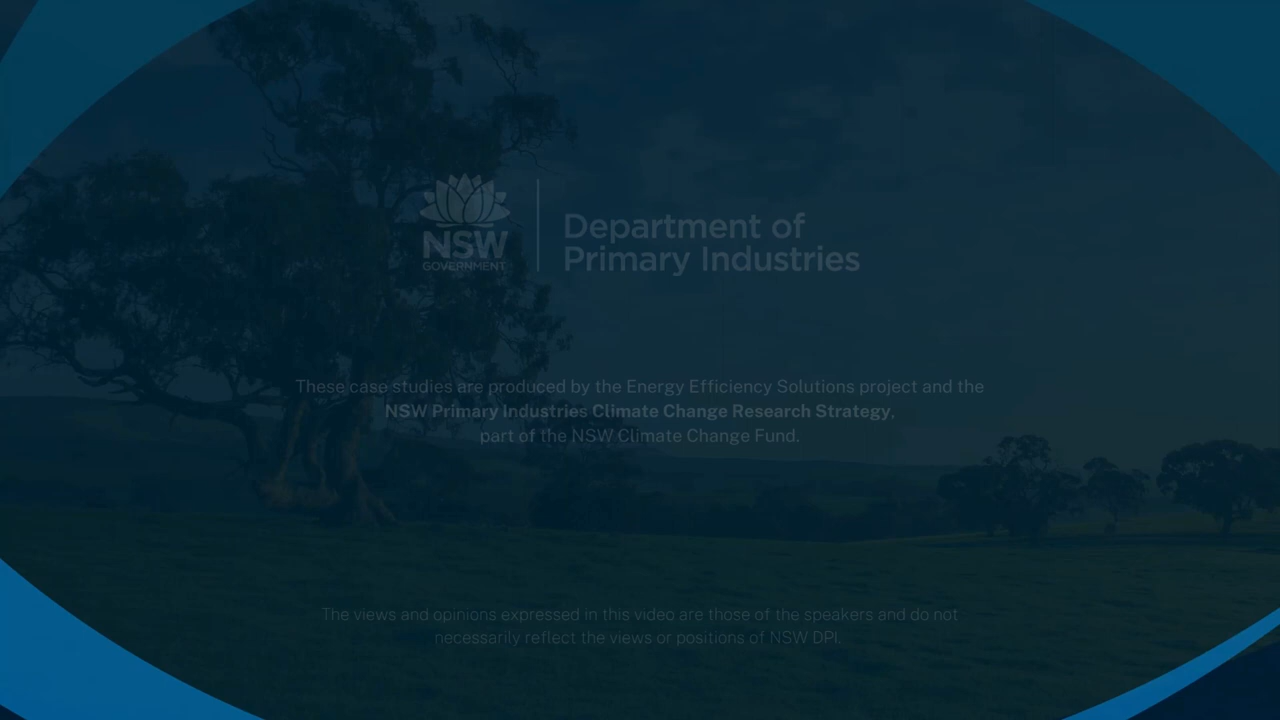 NSW
GOVERNMENT
Department of
Primary Industries
These case studies are produced by the Energy Efficiency Solutions project and the
NSW Primary Industries Climate Change Research Strategy,
part of the NSW Climate Change Fund.
The views and opinions expressed in this video are those of the speakers and do not
necessarily reflect the views or positions of NSW DPI.